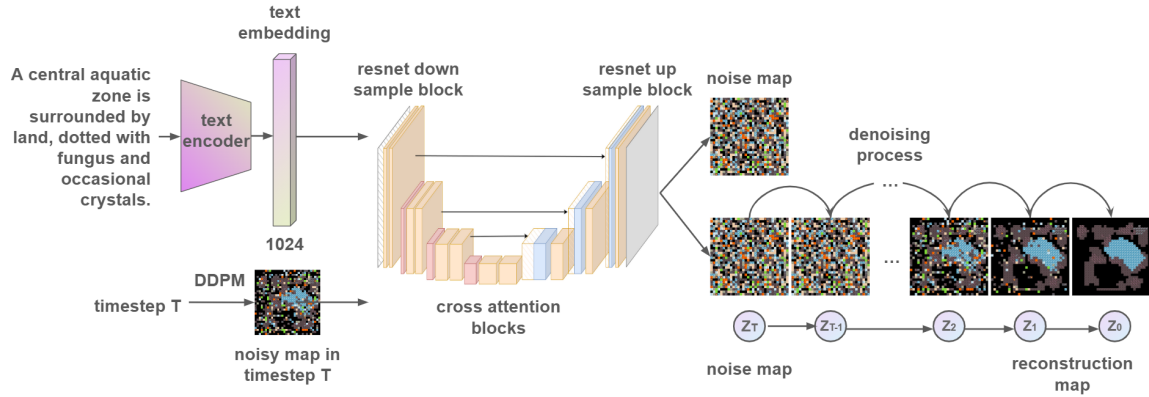 text
embedding
A central aquatic
zone is
surrounded by
land, dotted with
fungus and
occasional
crystals.
text
encoder
1024
DDPM
timestep T
noisy map in
timestep T
resnet down
sample block
resnet up
sample block
cross attention
blocks
noise map
denoising
process
...
...
ZT
ZT-1
Z2
Z1
Z0
noise map
reconstruction
map